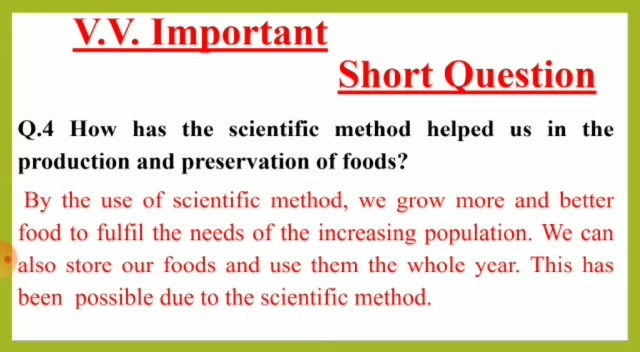 V.V. Important
Short Question
Q.4 How has the scientific method helped us in the
production and preservation of foods?
By the use of scientific method, we grow more and better
food to fulfil the needs of the increasing population. We can
also store our foods and use them the whole year. This has
been possible due to the scientific method.